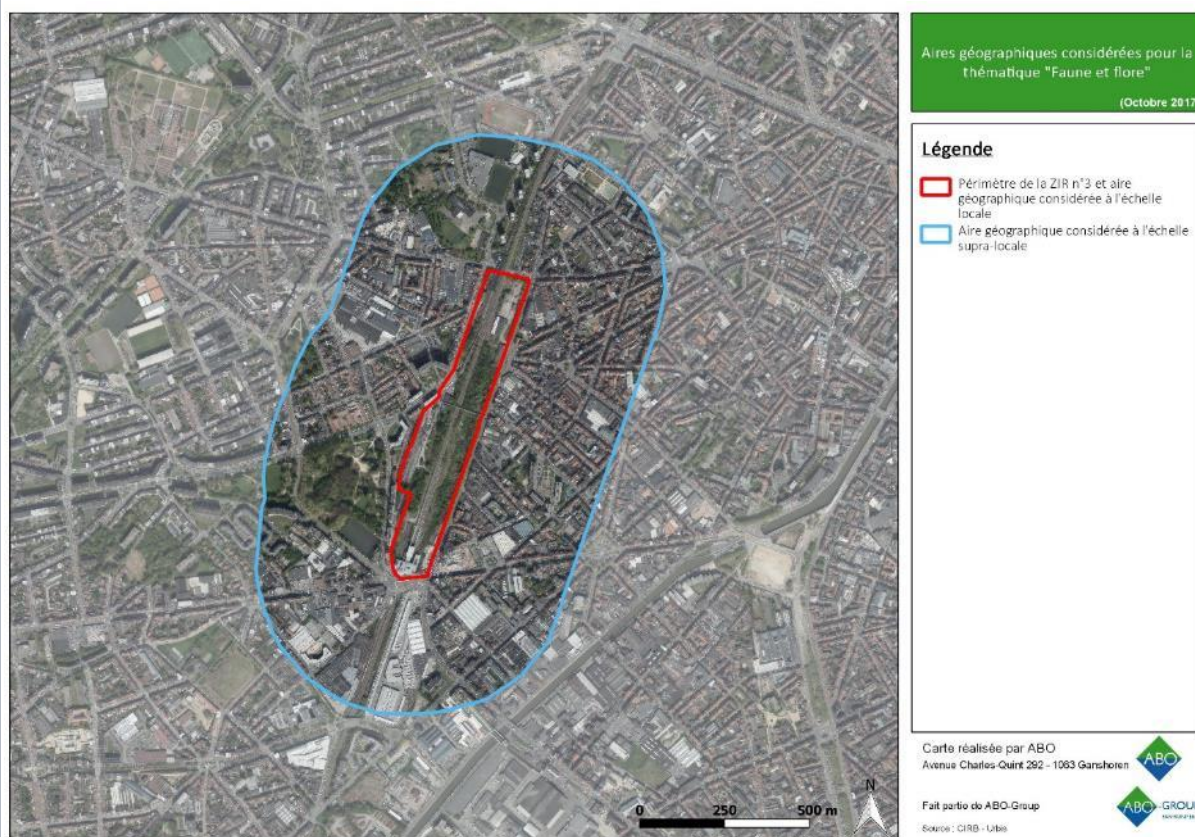 Aires géographiques considérées pour la
thématique "Faune et flore"
(Octobre 2017
Légende
Périmètre de la ZIR n°3 et aire
géographique considérée à l'échelle
locale
Aire géographique considérée à l'échelle
supra-locale
N
0 250 500 m
Carte réalisée par ABO
Avenue Charles-Quint 292 - 1083 Ganshoren
ABO
Fait partie de ABO-Group
ABO-GROUP
Source : CIRB - Urbis